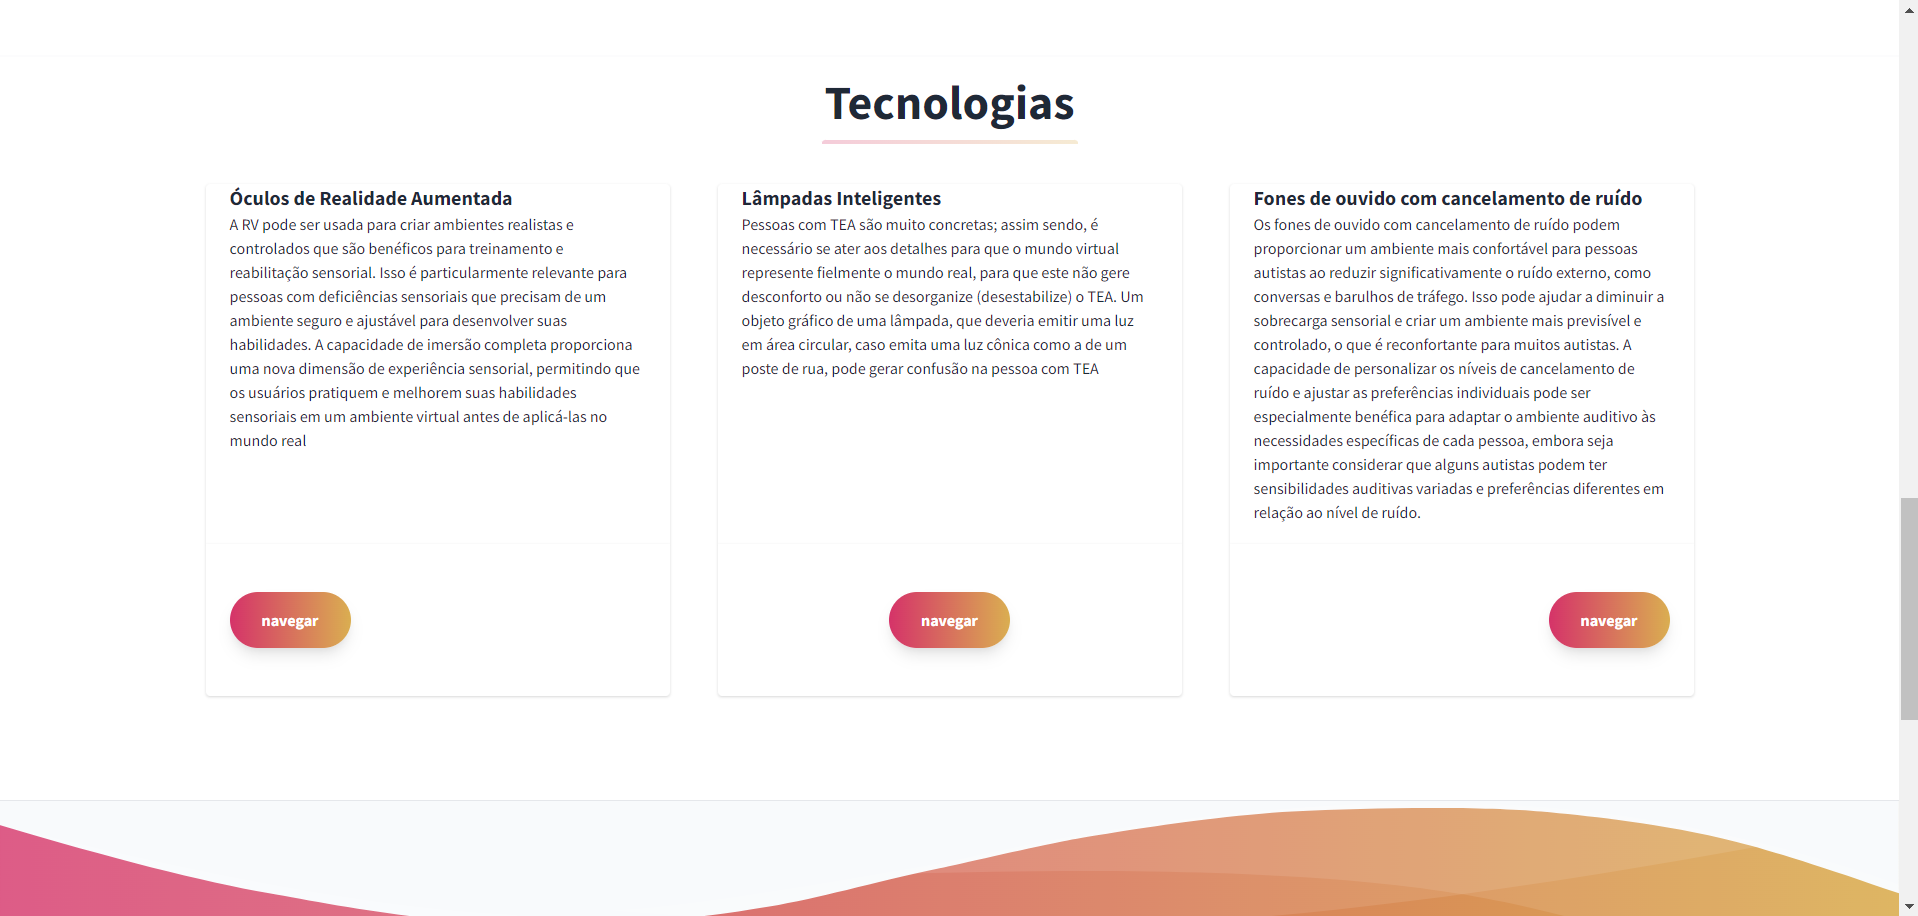 Tecnologias
Óculos de Realidade Aumentada
A RV pode ser usada para criar ambientes realistas e
controlados que são benéficos para treinamento e
reabilitação sensorial. Isso é particularmente relevante para
pessoas com deficiências sensoriais que precisam de um
ambiente seguro e ajustável para desenvolver suas
habilidades. A capacidade de imersão completa proporciona
uma nova dimensão de experiência sensorial, permitindo que
os usuários pratiquem e melhorem suas habilidades
sensoriais em um ambiente virtual antes de aplicá-las no
mundo real
navegar
Lâmpadas Inteligentes
Pessoas com TEA são muito concretas; assim sendo, é
necessário se ater aos detalhes para que o mundo virtual
represente fielmente o mundo real, para que este não gere
desconforto ou não se desorganize (desestabilize) o TEA. Um
objeto gráfico de uma lâmpada, que deveria emitir uma luz
em área circular, caso emita uma luz cônica como a de um
poste de rua, pode gerar confusão na pessoa com TEA
navegar
Fones de ouvido com cancelamento de ruído
Os fones de ouvido com cancelamento de ruído podem
proporcionar um ambiente mais confortável para pessoas
autistas ao reduzir significativamente o ruído externo, como
conversas e barulhos de tráfego. Isso pode ajudar a diminuir a
sobrecarga sensorial e criar um ambiente mais previsível e
controlado, o que é reconfortante para muitos autistas. A
capacidade de personalizar os níveis de cancelamento de
ruído e ajustar as preferências individuais pode ser
especialmente benéfica para adaptar o ambiente auditivo às
necessidades específicas de cada pessoa, embora seja
importante considerar que alguns autistas podem ter
sensibilidades auditivas variadas e preferências diferentes em
relação ao nível de ruído.
navegar